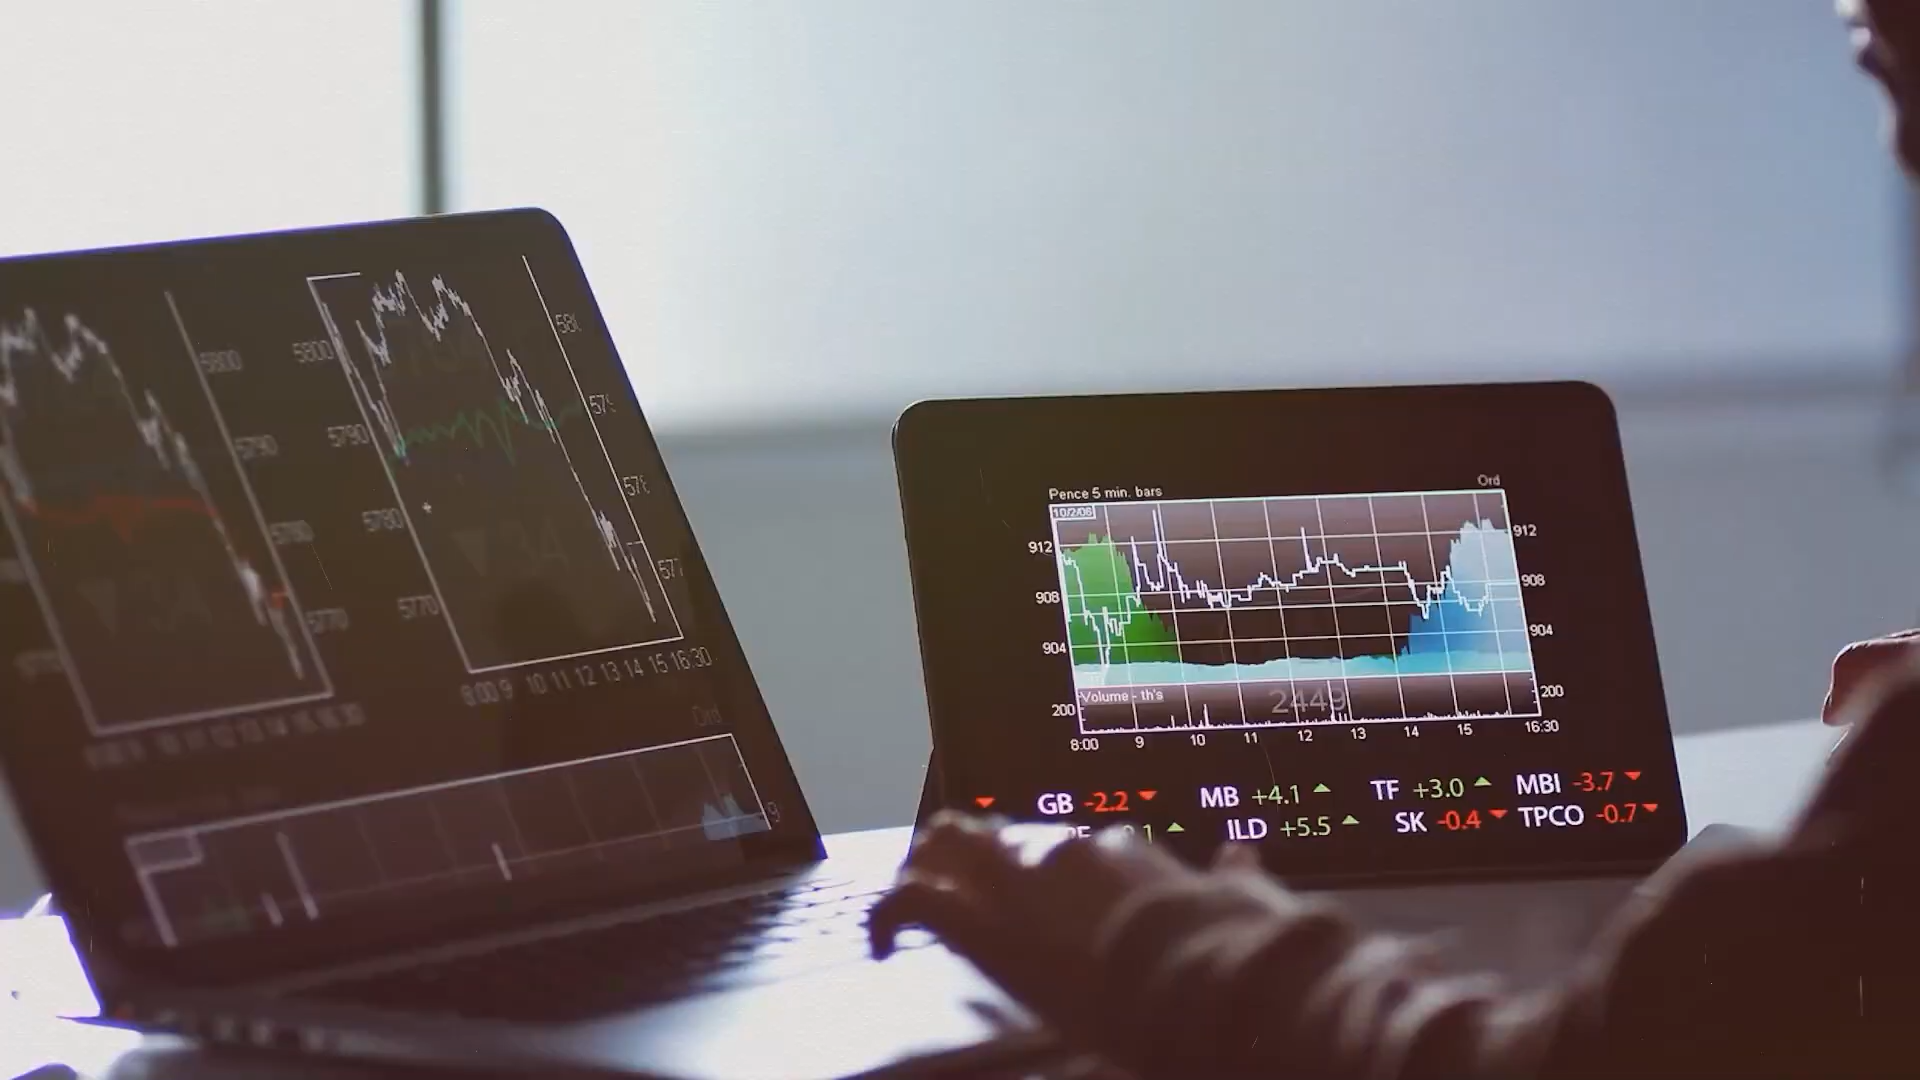 5800
5790
5780
5770
5800
5790
5780
5770
8:00 9 10 11 12 13 14 15 16:30
Ord
Pence 5 min. bars
Ord
10/2/06
912
908
904
912
908
904
Volume - th's
2449
200
200
8:00 9 10 11 12 13 14 15 16:30
GB -2.2 MB +4.1 TF +3.0 MBI -3.7
ILD +5.5 SK -0.4 TPCO -0.7